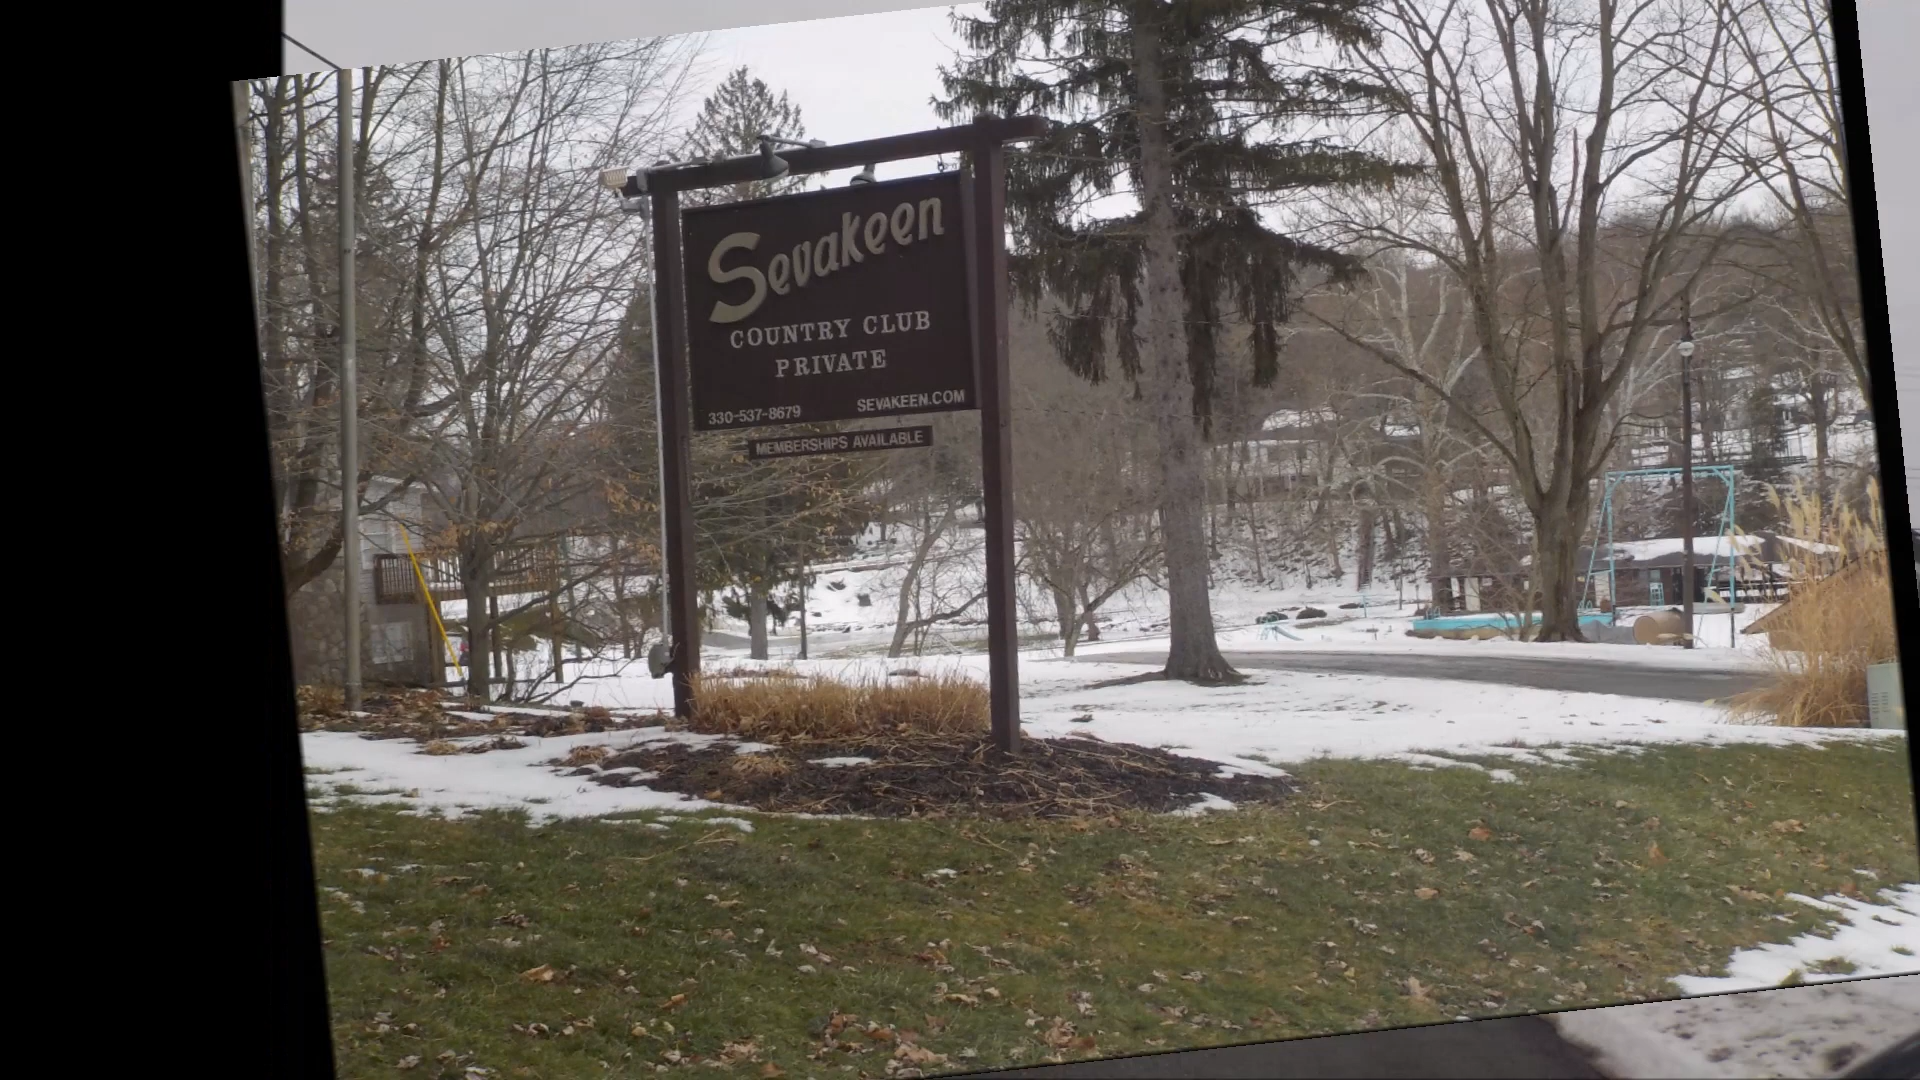 Sevakeen
COUNTRY CLUB
PRIVATE
330-537-8679 SEVAKEEN.COM
MEMBERSHIPS AVAILABLE